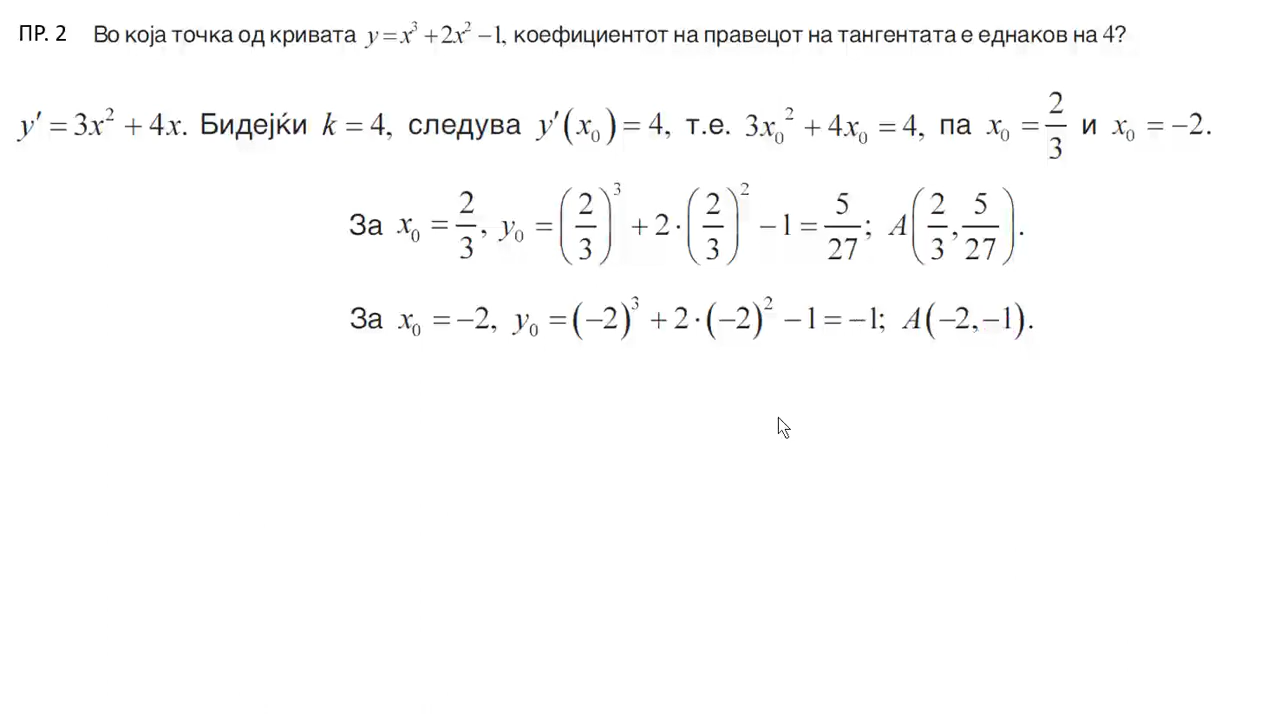 ПР. 2 Во која точка од кривата y = x³ + 2x² − 1, коефициентот на правецот на тангентата е еднаков на 4?
y′ = 3x² + 4x. Бидејќи k = 4, следува y′(x₀) = 4, т.е. 3x₀² + 4x₀ = 4, па x₀ = 2/3 и x₀ = −2.
За x₀ = 2/3, y₀ = (2/3)³ + 2·(2/3)² − 1 = 5/27; A(2/3, 5/27).
За x₀ = −2, y₀ = (−2)³ + 2·(−2)² − 1 = −1; A(−2,−1).